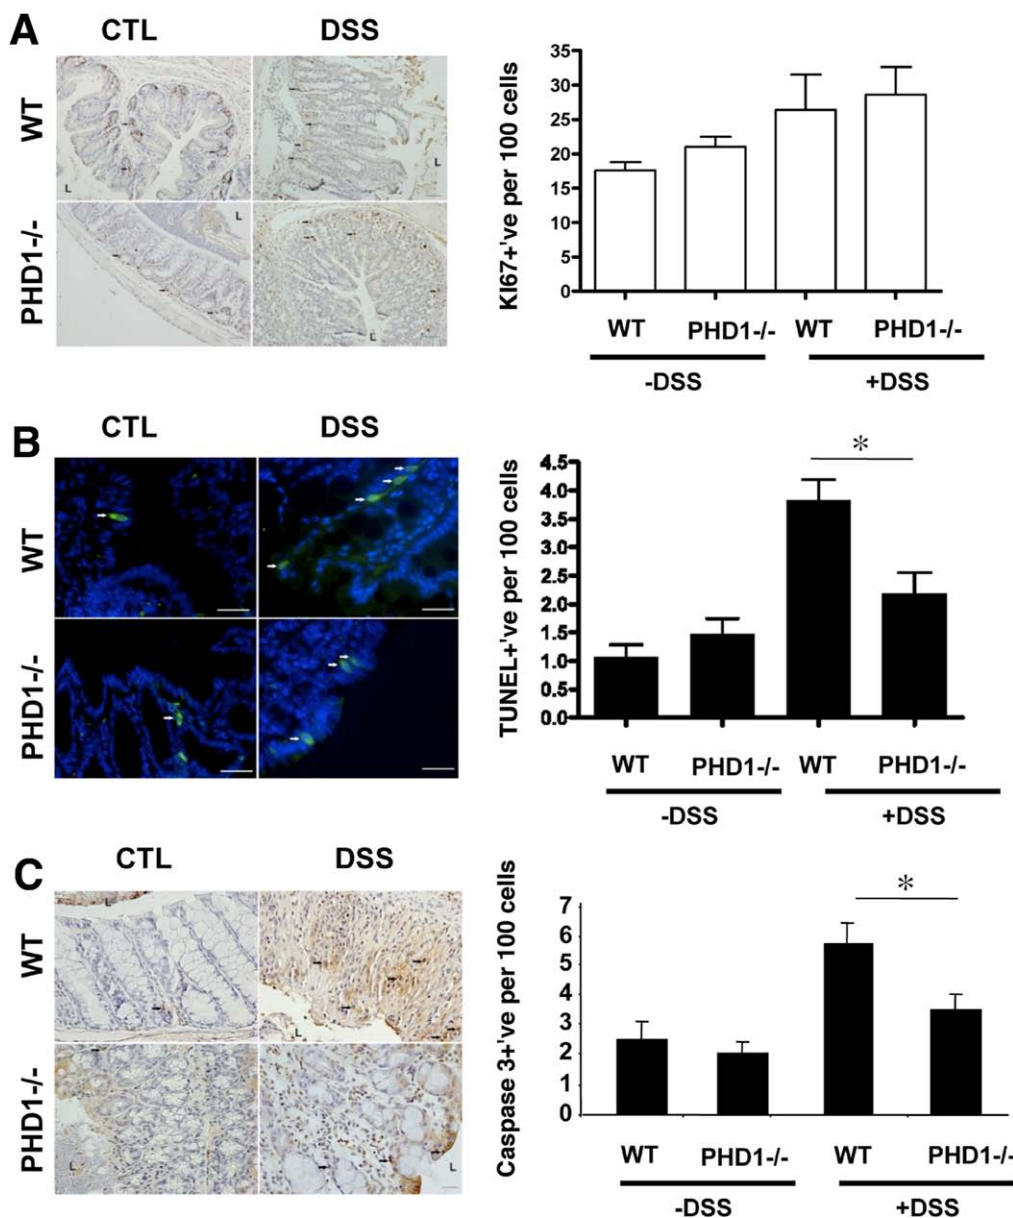 A
CTL DSS
WT
PHD1-/-
L
L
L
L
KI67+'ve per 100 cells
35
30
25
20
15
10
5
0
WT PHD1-/- WT PHD1-/-
-DSS +DSS
B
CTL DSS
WT
PHD1-/-
TUNEL+'ve per 100 cells
*
4.5
4.0
3.5
3.0
2.5
2.0
1.5
1.0
0.5
0.0
WT PHD1-/- WT PHD1-/-
-DSS +DSS
C
CTL DSS
WT
PHD1-/-
L
L
L
L
Caspase 3+'ve per 100 cells
*
7
6
5
4
3
2
1
0
WT PHD1-/- WT PHD1-/-
-DSS +DSS